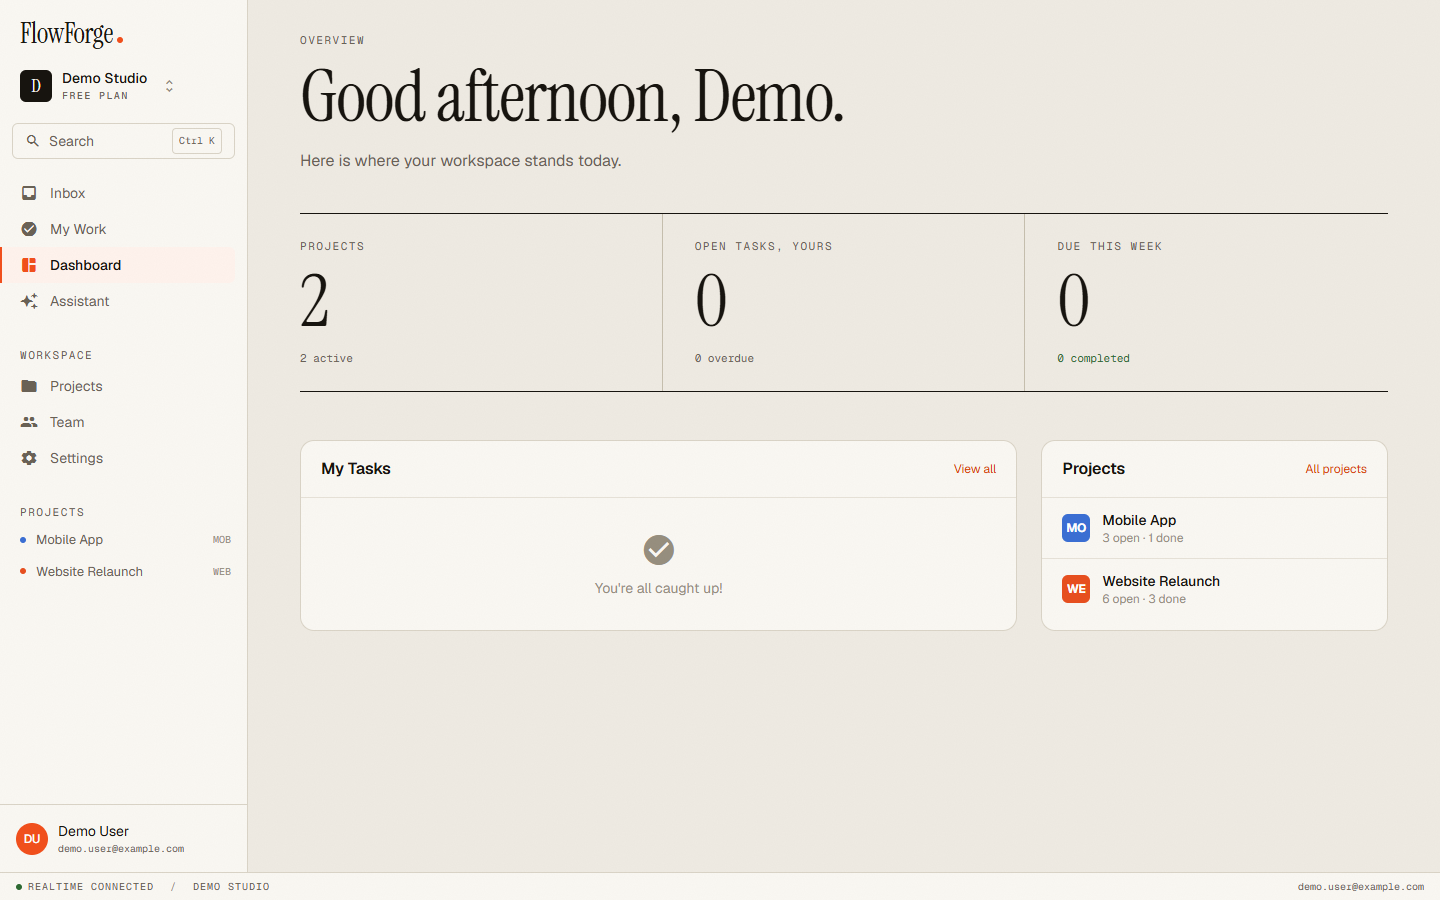 FlowForge
D
Demo Studio
FREE PLAN
Search
Ctrl K
Inbox
My Work
Dashboard
Assistant
WORKSPACE
Projects
Team
Settings
PROJECTS
Mobile App
MOB
Website Relaunch
WEB
DU
Demo User
demo.user@example.com
OVERVIEW
Good afternoon, Demo.
Here is where your workspace stands today.
PROJECTS
2
2 active
OPEN TASKS, YOURS
0
0 overdue
DUE THIS WEEK
0
0 completed
My Tasks
View all
You're all caught up!
Projects
All projects
MO
Mobile App
3 open · 1 done
WE
Website Relaunch
6 open · 3 done
REALTIME CONNECTED / DEMO STUDIO
demo.user@example.com